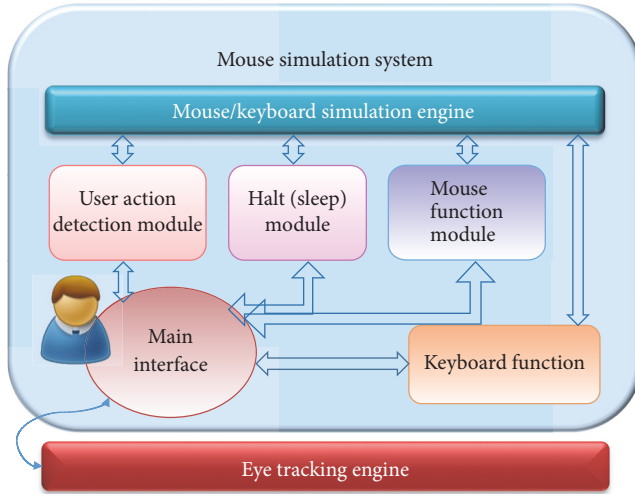 Mouse simulation system
Mouse/keyboard simulation engine
User action
detection module
Halt (sleep)
module
Mouse
function
module
Main
interface
Keyboard function
Eye tracking engine